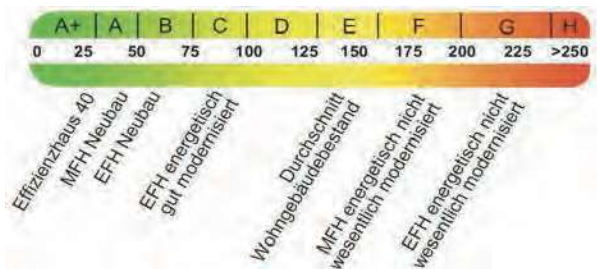 A+ A B C D E F G H
0 25 50 75 100 125 150 175 200 225 >250
Effizienzhaus 40
MFH Neubau
EFH Neubau
EFH energetisch
gut modernisiert
Durchschnitt
Wohngebäudebestand
MFH energetisch nicht
wesentlich modernisiert
EFH energetisch nicht
wesentlich modernisiert